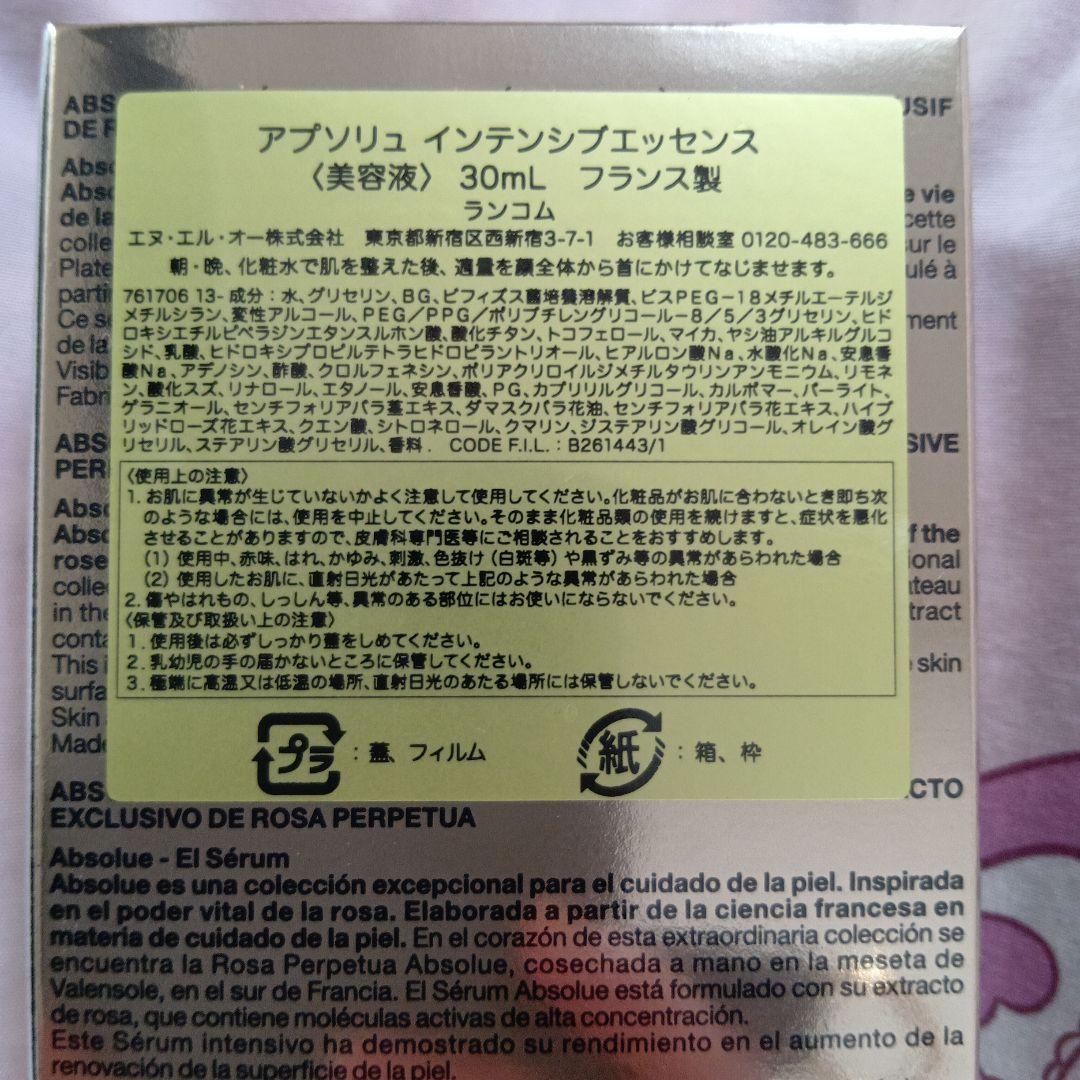 ABS
USIF
DE F
アプソリュ インテンシブエッセンス
〈美容液〉 30mL フランス製
ランコム
エヌ・エル・オー株式会社 東京都新宿区西新宿3-7-1 お客様相談室 0120-483-666
朝・晩、化粧水で肌を整えた後、適量を顔全体から首にかけてなじませます。
761706 13- 成分：水、グリセリン、BG、ビフィズス菌培養溶解質、ビスPEG-18メチルエーテルジ
メチルシラン、変性アルコール、PEG/PPG/ポリブチレングリコール-8/5/3グリセリン、ヒド
ロキシエチルピペラジンエタンスルホン酸、酸化チタン、トコフェロール、マイカ、ヤシ油アルキルグルコ
シド、乳酸、ヒドロキシプロピルテトラヒドロピラントリオール、ヒアルロン酸Na、水酸化Na、安息香
酸Na、アデノシン、酢酸、クロルフェネシン、ポリアクリロイルジメチルタウリンアンモニウム、リモネ
ン、酸化スズ、リナロール、エタノール、安息香酸、PG、カプリリルグリコール、カルボマー、パーライト、
ゲラニオール、センチフォリアバラ茎エキス、ダマスクバラ花油、センチフォリアバラ花エキス、ハイブ
リッドローズ花エキス、クエン酸、シトロネロール、クマリン、ジステアリン酸グリコール、オレイン酸グ
リセリル、ステアリン酸グリセリル、香料. CODE F.I.L.：B261443/1
〈使用上の注意〉
1. お肌に異常が生じていないかよく注意して使用してください。化粧品がお肌に合わないとき即ち次
のような場合には、使用を中止してください。そのまま化粧品類の使用を続けますと、症状を悪化
させることがありますので、皮膚科専門医等にご相談されることをおすすめします。
(1) 使用中、赤味、はれ、かゆみ、刺激、色抜け(白斑等)や黒ずみ等の異常があらわれた場合
(2) 使用したお肌に、直射日光があたって上記のような異常があらわれた場合
2. 傷やはれもの、しっしん等、異常のある部位にはお使いにならないでください。
〈保管及び取扱い上の注意〉
1. 使用後は必ずしっかり蓋をしめてください。
2. 乳幼児の手の届かないところに保管してください。
3. 極端に高温又は低温の場所、直射日光のあたる場所には保管しないでください。
プラ：蓋、フィルム 紙：箱、枠
Abs
Abs
e vie
de la
cette
colle
sur le
Plate
ulé à
parti
Ce s
ment
de la
Visib
Fabr
ABS
SIVE
PER
Abs
Abs
of the
rose
onal
colle
ateau
in the
tract
conta
This i
skin
surfa
Skin
Made
ABS
CTO
EXCLUSIVO DE ROSA PERPETUA
Absolue - El Sérum
Absolue es una colección excepcional para el cuidado de la piel. Inspirada
en el poder vital de la rosa. Elaborada a partir de la ciencia francesa en
materia de cuidado de la piel. En el corazón de esta extraordinaria colección se
encuentra la Rosa Perpetua Absolue, cosechada a mano en la meseta de
Valensole, en el sur de Francia. El Sérum Absolue está formulado con su extracto
de rosa, que contiene moléculas activas de alta concentración.
Este Sérum intensivo ha demostrado su rendimiento en el aumento de la
renovación de la superficie de la piel.